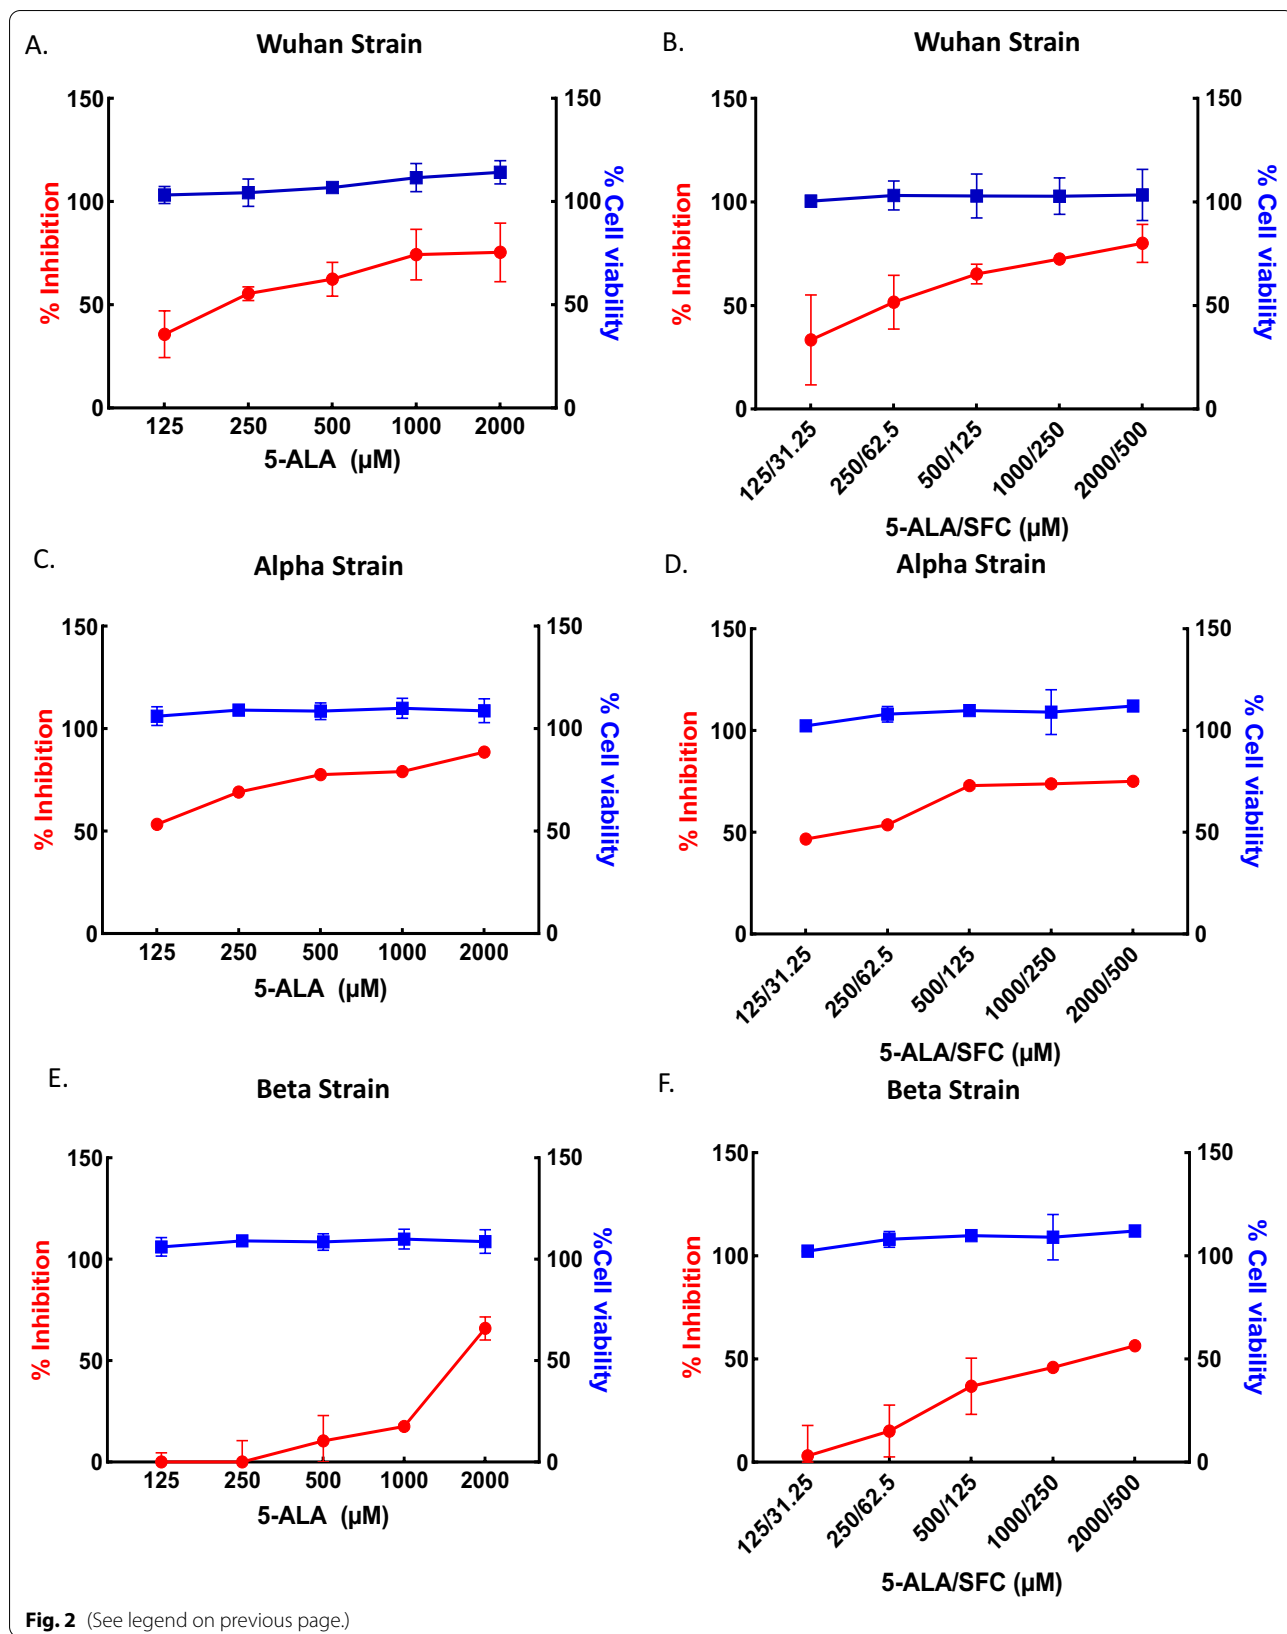 A.
Wuhan Strain
150
100
50
0
% Inhibition
150
100
50
0
% Cell viability
125 250 500 1000 2000
5-ALA (µM)
B.
Wuhan Strain
150
100
50
0
% Inhibition
150
100
50
0
% Cell viability
125/31.25 250/62.5 500/125 1000/250 2000/500
5-ALA/SFC (µM)
C.
Alpha Strain
150
100
50
0
% Inhibition
150
100
50
0
% Cell viability
125 250 500 1000 2000
5-ALA (µM)
D.
Alpha Strain
150
100
50
0
% Inhibition
150
100
50
0
% Cell viability
125/31.25 250/62.5 500/125 1000/250 2000/500
5-ALA/SFC (µM)
E.
Beta Strain
150
100
50
0
% Inhibition
150
100
50
0
%Cell viability
125 250 500 1000 2000
5-ALA (µM)
F.
Beta Strain
150
100
50
0
% Inhibition
150
100
50
0
% Cell viability
125/31.25 250/62.5 500/125 1000/250 2000/500
5-ALA/SFC (µM)
Fig. 2 (See legend on previous page.)